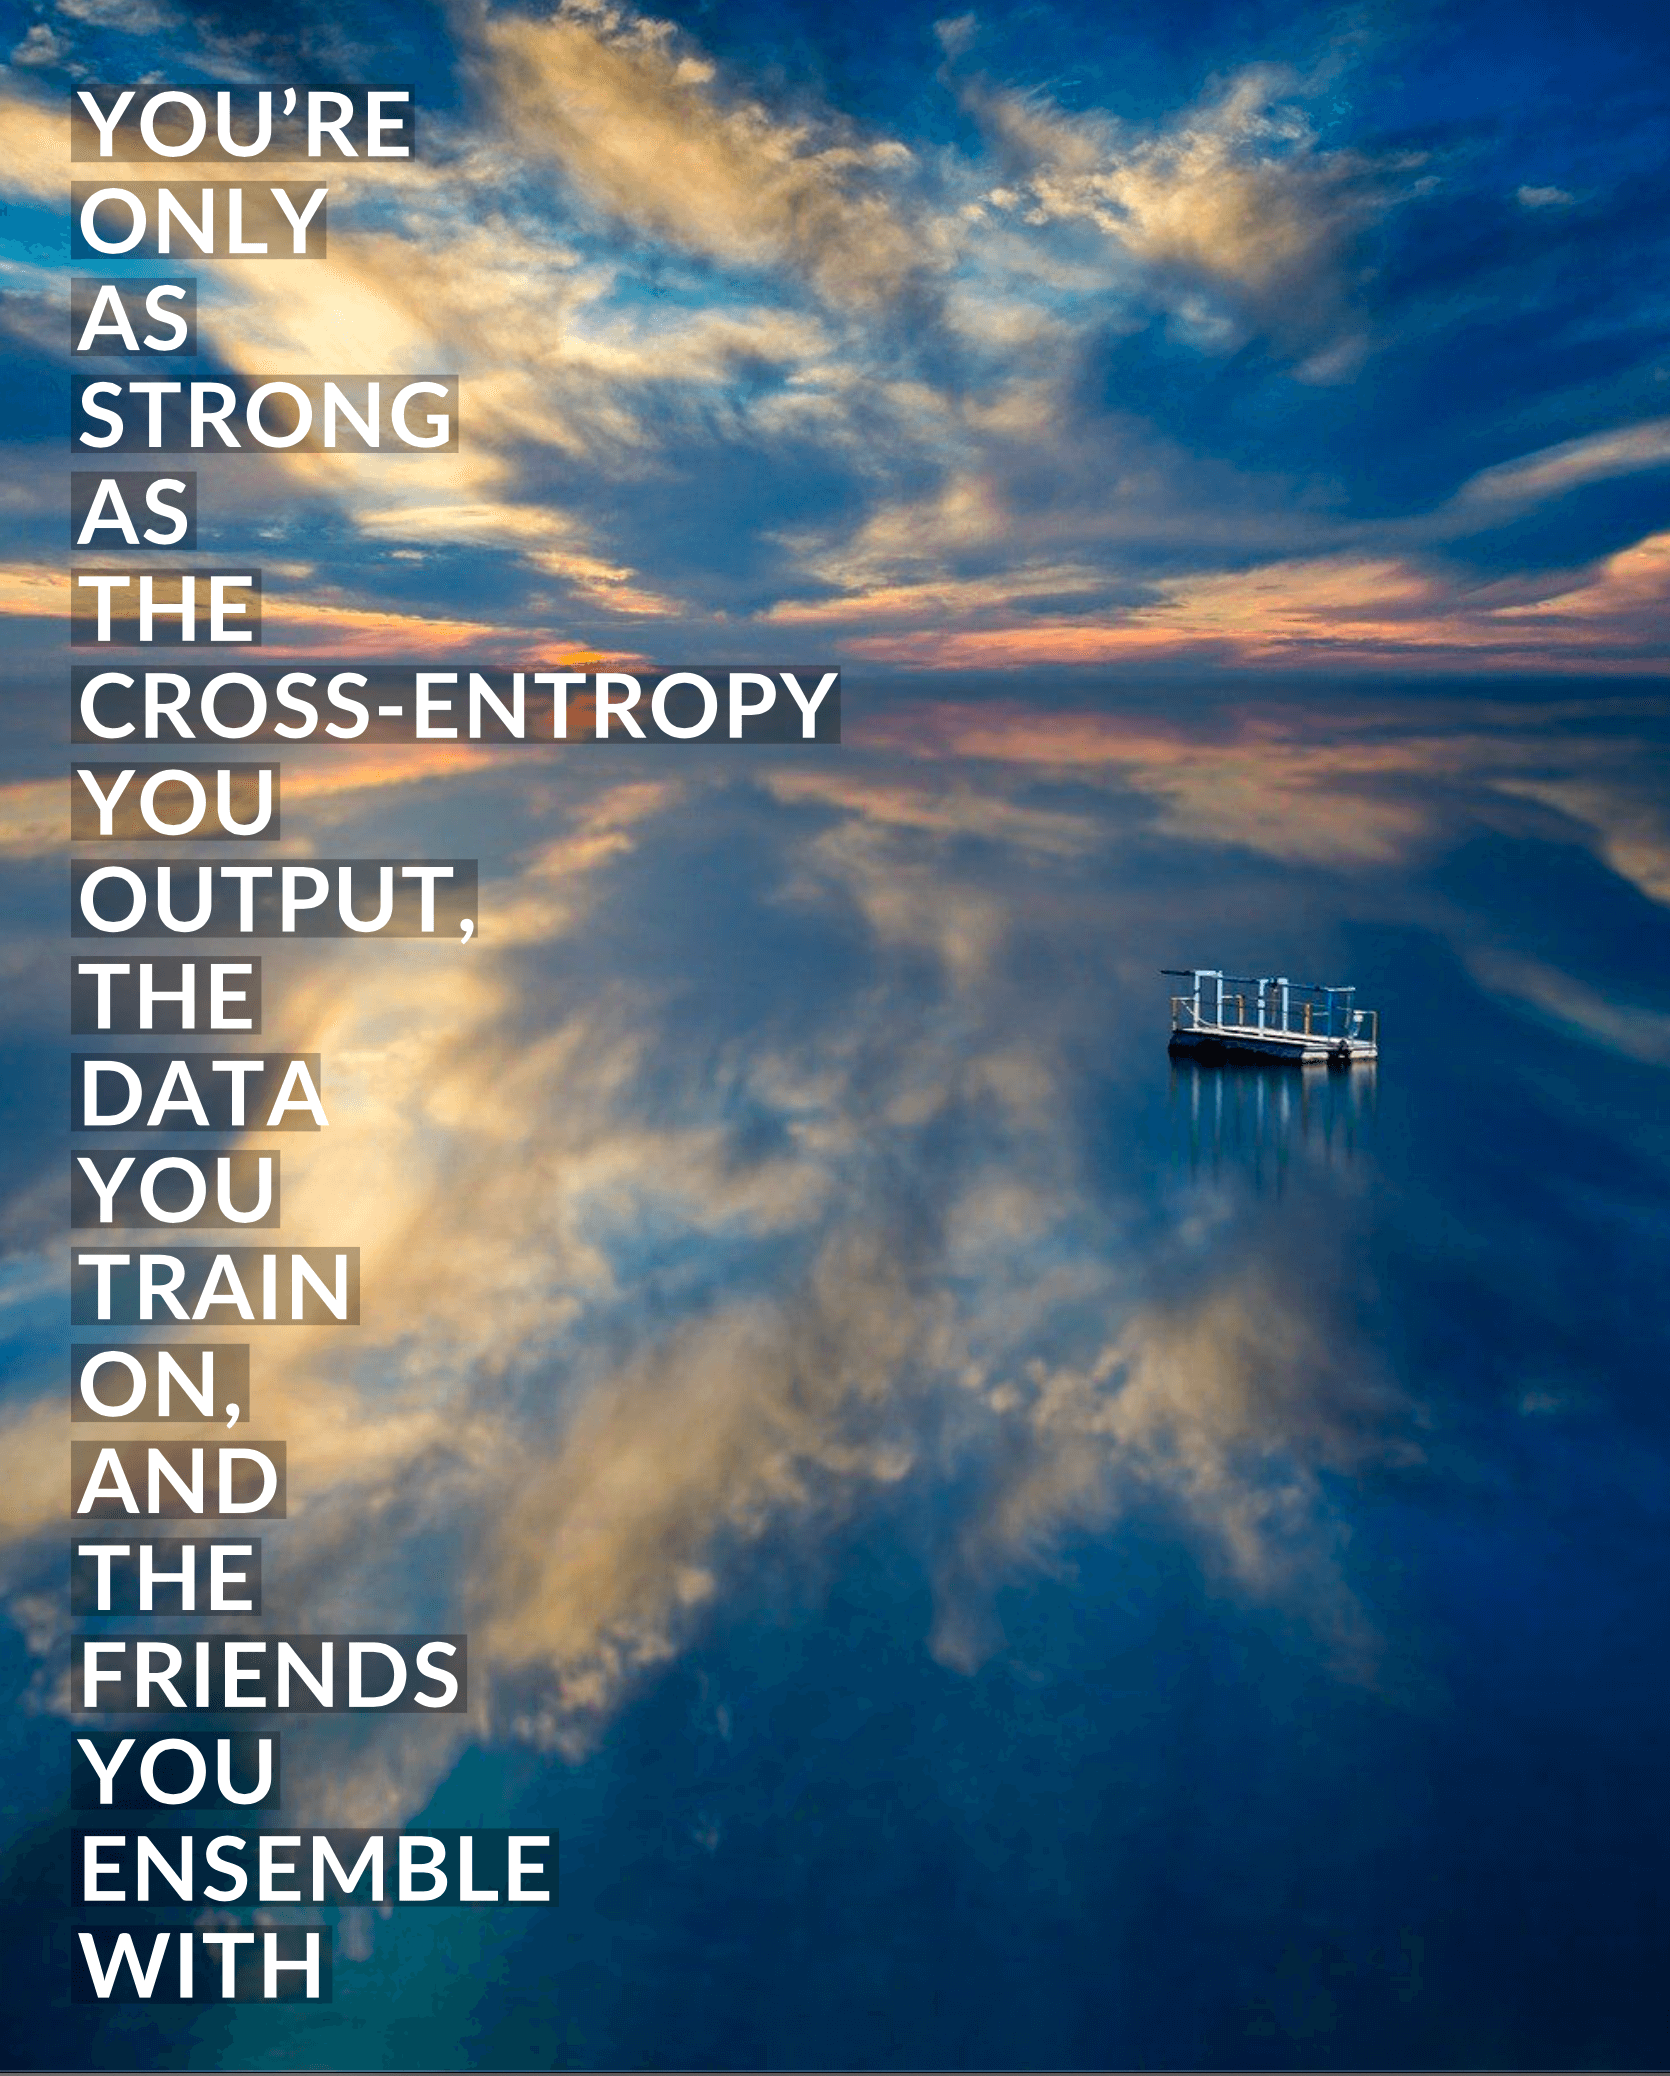 YOU’RE
ONLY
AS
STRONG
AS
THE
CROSS-ENTROPY
YOU
OUTPUT,
THE
DATA
YOU
TRAIN
ON,
AND
THE
FRIENDS
YOU
ENSEMBLE
WITH